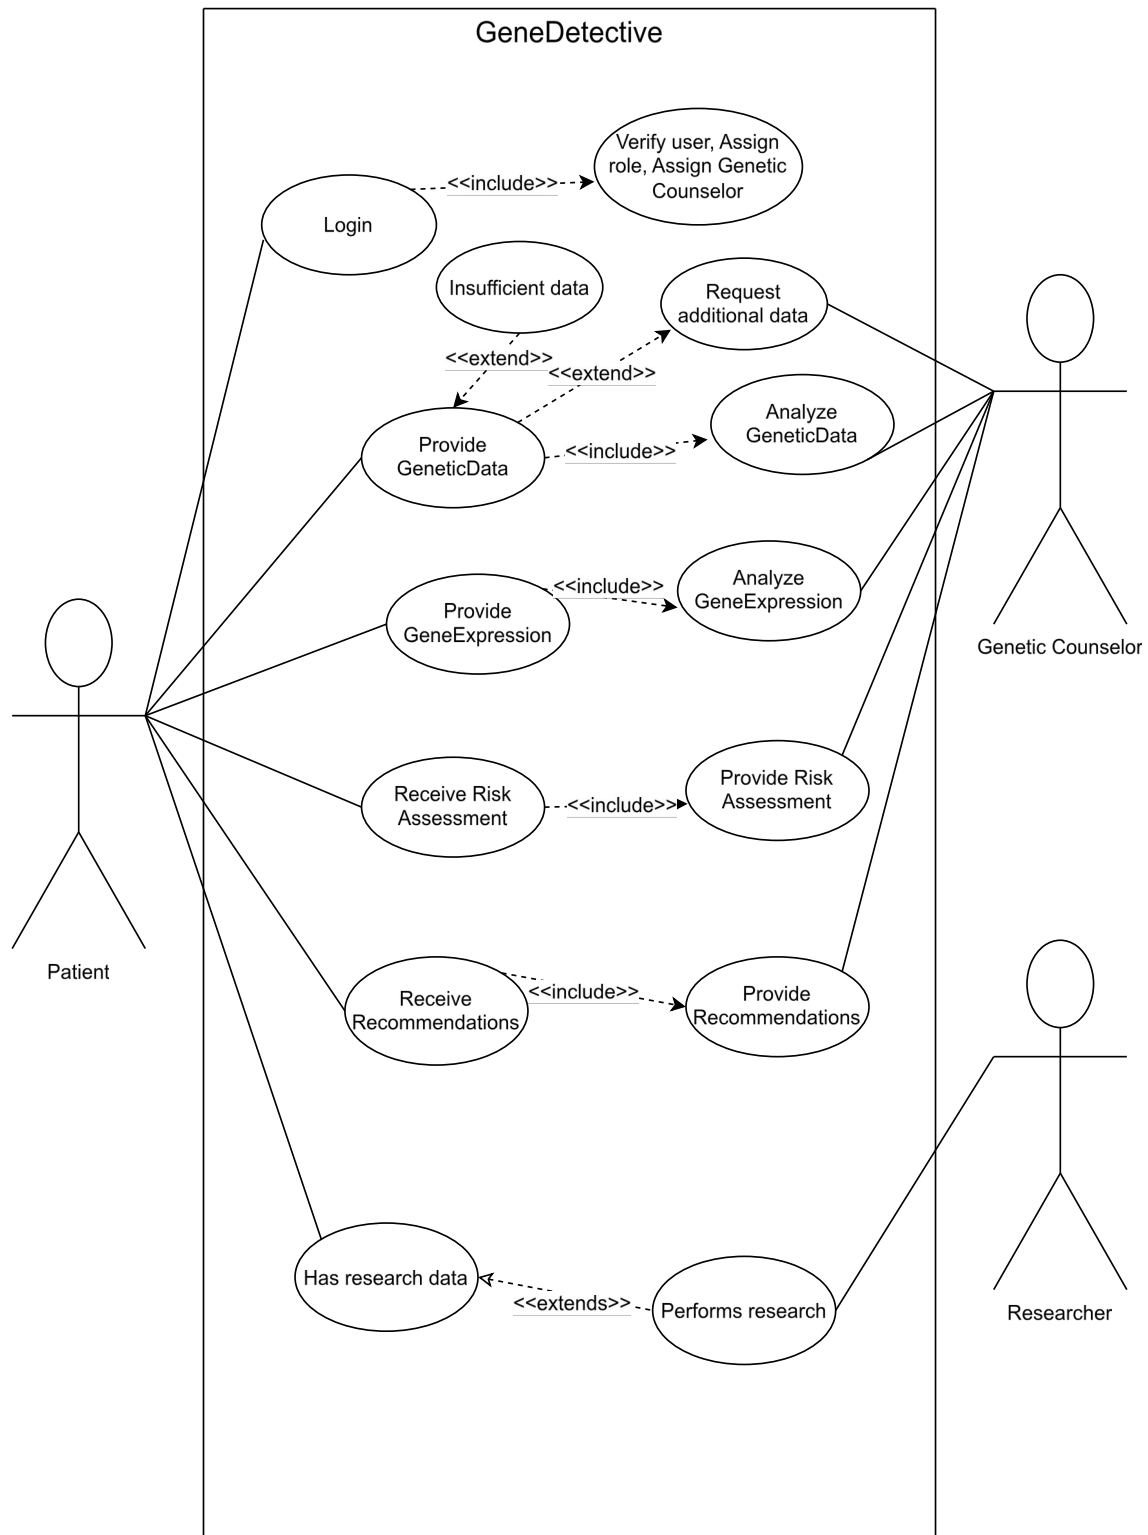 GeneDetective
Verify user, Assign
role, Assign Genetic
Counselor
<<include>>
Login
Insufficient data
Request
additional data
<<extend>>
<<extend>>
Analyze
GeneticData
Provide
GeneticData
<<include>>
Analyze
GeneExpression
<<include>>
Provide
GeneExpression
Genetic Counselor
Receive Risk
Assessment
<<include>>
Provide Risk
Assessment
Patient
Receive
Recommendations
<<include>>
Provide
Recommendations
Has research data
<<extends>>
Performs research
Researcher